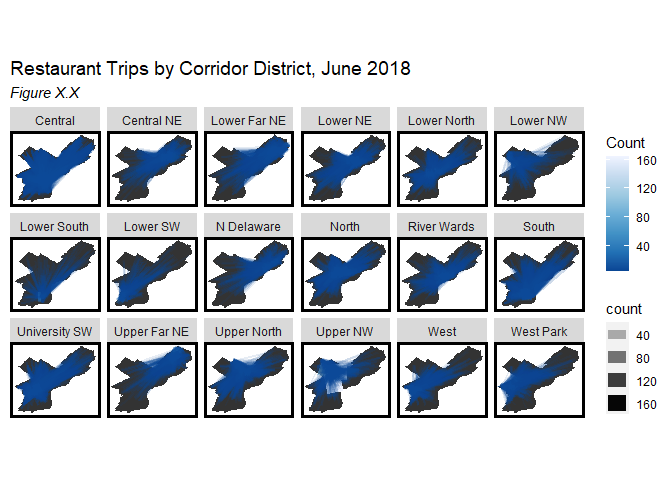 Restaurant Trips by Corridor District, June 2018
Figure X.X
Central Central NE Lower Far NE Lower NE Lower North Lower NW
Lower South Lower SW N Delaware North River Wards South
University SW Upper Far NE Upper North Upper NW West West Park
Count
160
120
80
40
count
40
80
120
160